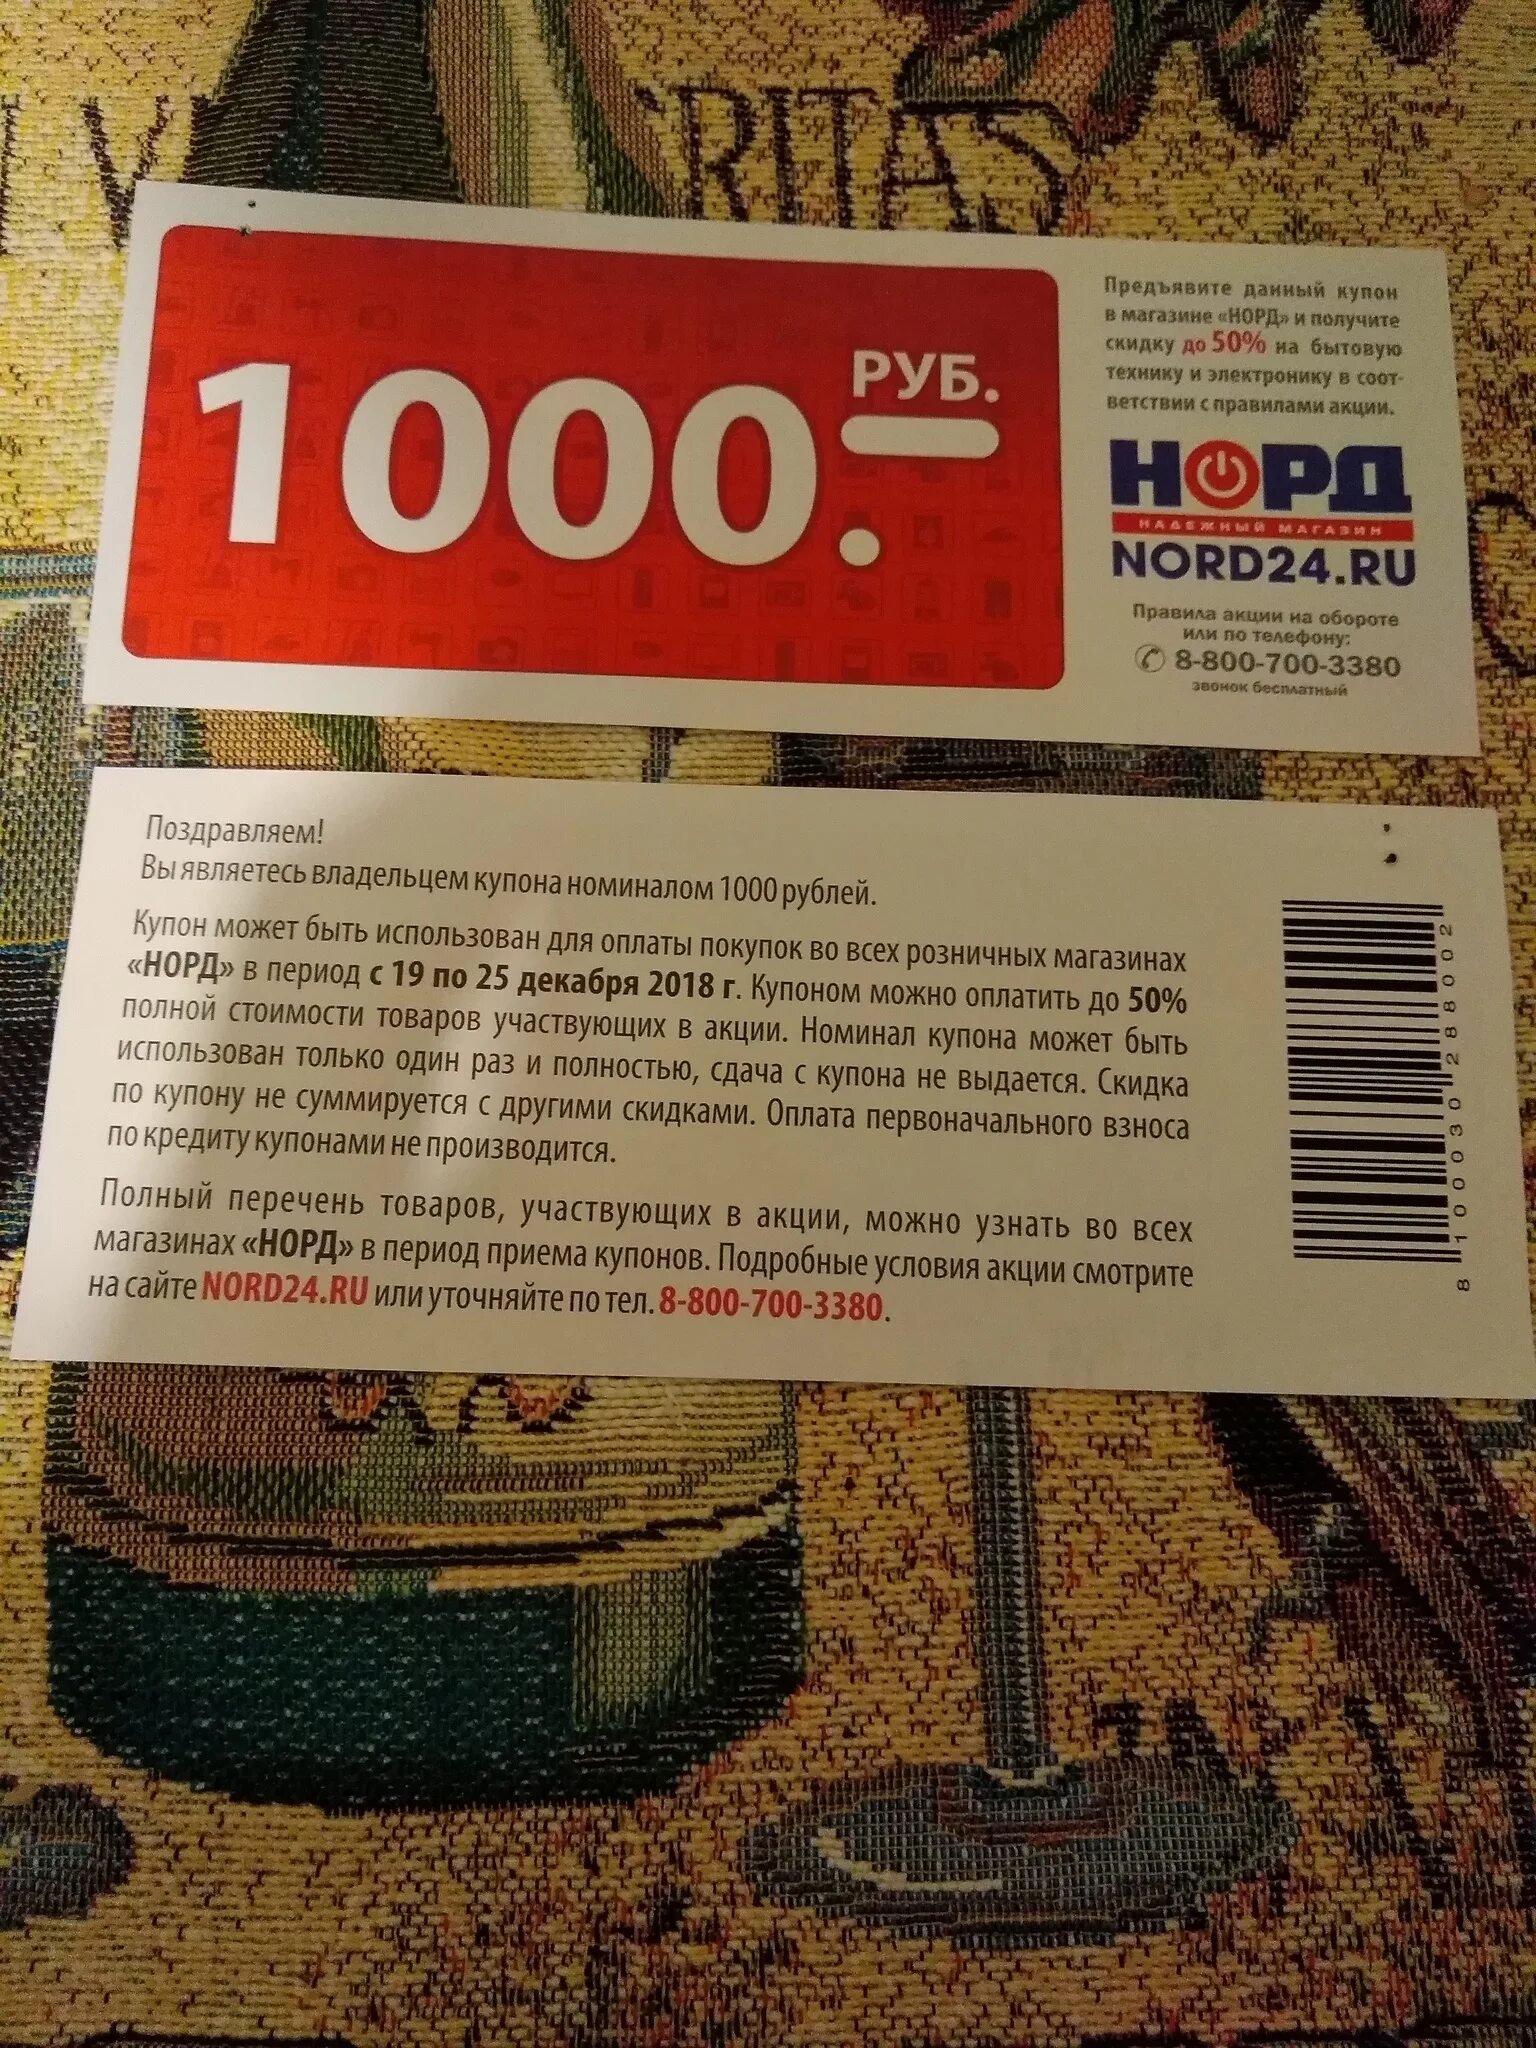 RITAS
1000.
РУБ.
Предъявите данный купон
в магазине «НОРД» и получите
скидку до 50% на бытовую
технику и электронику в соот-
ветствии с правилами акции.
НОРД
НАДЕЖНЫЙ МАГАЗИН
NORD24.RU
Правила акции на обороте
или по телефону:
8-800-700-3380
звонок бесплатный
Поздравляем!
Вы являетесь владельцем купона номиналом 1000 рублей.
Купон может быть использован для оплаты покупок во всех розничных магазинах
«НОРД» в период с 19 по 25 декабря 2018 г. Купоном можно оплатить до 50%
полной стоимости товаров участвующих в акции. Номинал купона может быть
использован только один раз и полностью, сдача с купона не выдается. Скидка
по купону не суммируется с другими скидками. Оплата первоначального взноса
по кредиту купонами не производится.
Полный перечень товаров, участвующих в акции, можно узнать во всех
магазинах «НОРД» в период приема купонов. Подробные условия акции смотрите
на сайте NORD24.RU или уточняйте по тел. 8-800-700-3380.
8 100030 288002